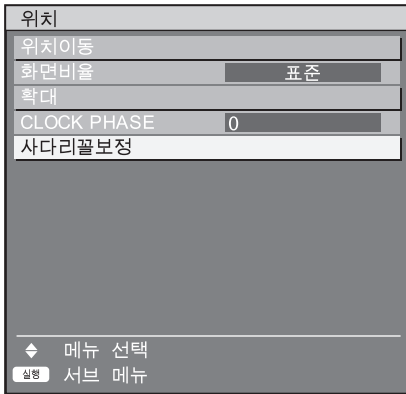 위치
위치이동
화면비율 표준
확대
CLOCK PHASE 0
사다리꼴보정
메뉴 선택
실행 서브 메뉴